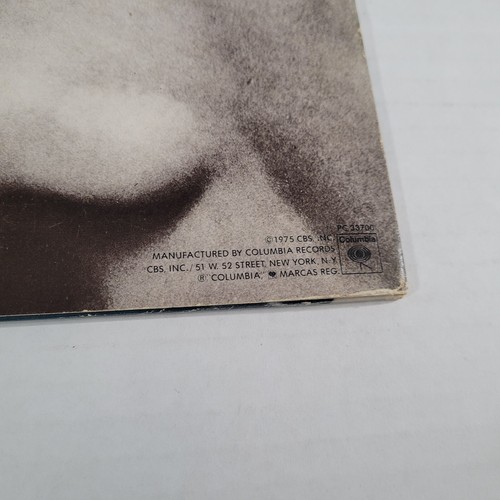 ©1975 CBS, INC.
PC 33700
MANUFACTURED BY COLUMBIA RECORDS
Columbia
CBS, INC. / 51 W. 52 STREET, NEW YORK, N.Y.
® COLUMBIA, MARCAS REG.